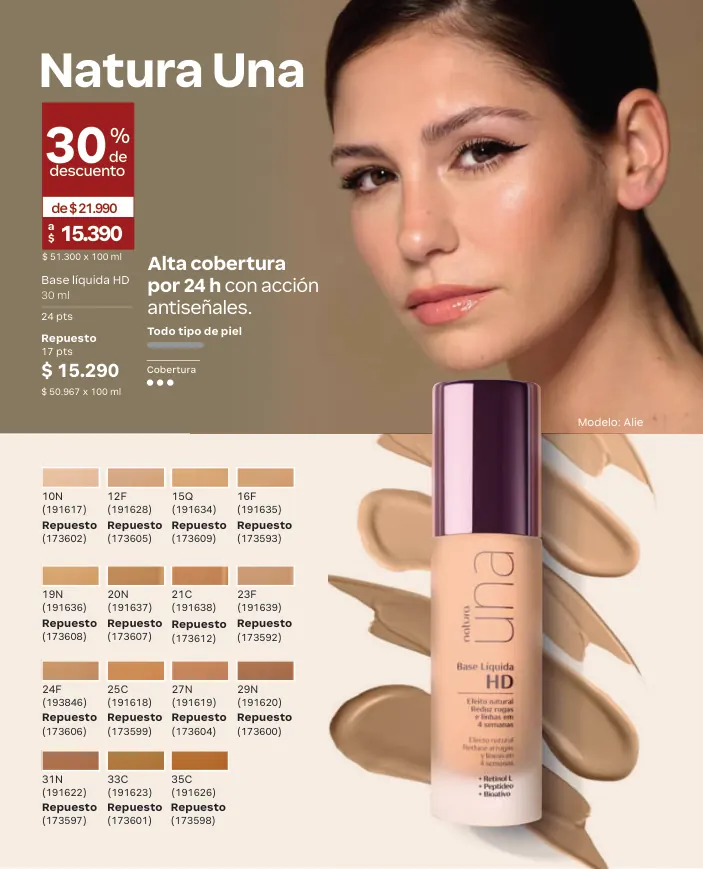 Natura Una
30 % de
descuento
de $ 21.990
a $ 15.390
$ 51.300 x 100 ml
Base líquida HD
30 ml
24 pts
Repuesto
17 pts
$ 15.290
$ 50.967 x 100 ml
Alta cobertura
por 24 h con acción
antiseñales.
Todo tipo de piel
Cobertura
Modelo: Alie
10N 12F 15Q 16F
(191617) (191628) (191634) (191635)
Repuesto Repuesto Repuesto Repuesto
(173602) (173605) (173609) (173593)
19N 20N 21C 23F
(191636) (191637) (191638) (191639)
Repuesto Repuesto Repuesto Repuesto
(173608) (173607) (173612) (173592)
24F 25C 27N 29N
(193846) (191618) (191619) (191620)
Repuesto Repuesto Repuesto Repuesto
(173606) (173599) (173604) (173600)
31N 33C 35C
(191622) (191623) (191626)
Repuesto Repuesto Repuesto
(173597) (173601) (173598)
natura
una
Base Líquida
HD
Efeito natural
Reduz rugas
e linhas em
4 semanas
Efecto natural
Reduce arrugas
y líneas en
4 semanas
• Retinol L
• Peptídeo
• Bioativo